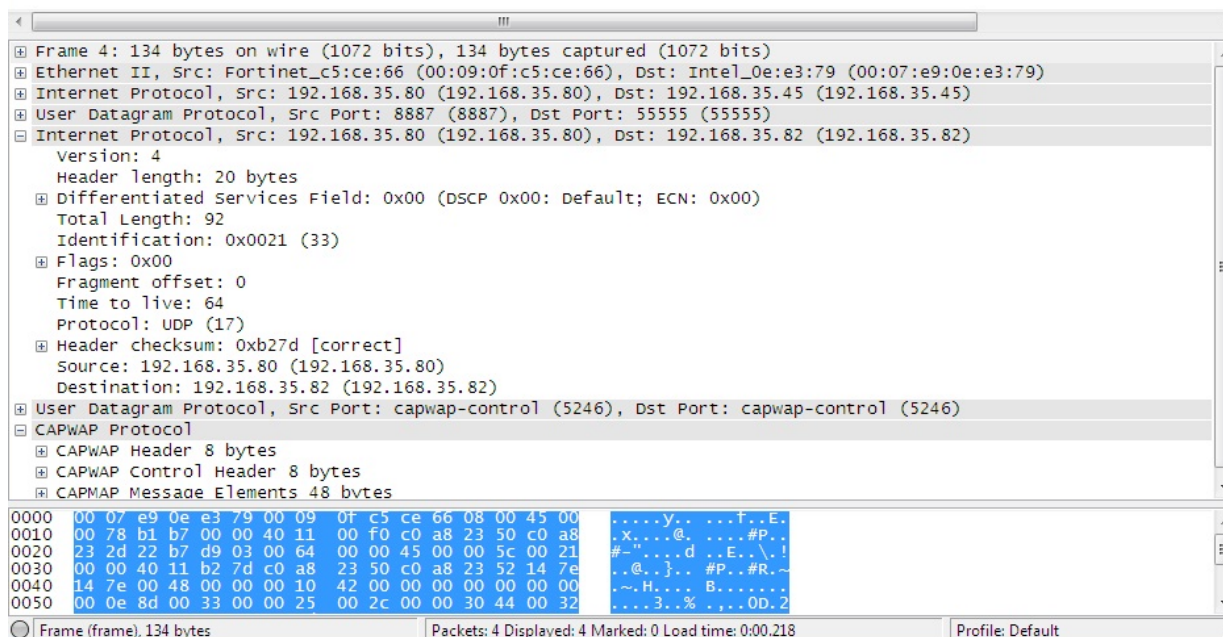 Frame 4: 134 bytes on wire (1072 bits), 134 bytes captured (1072 bits)
Ethernet II, Src: Fortinet_c5:ce:66 (00:09:0f:c5:ce:66), Dst: Intel_0e:e3:79 (00:07:e9:0e:e3:79)
Internet Protocol, Src: 192.168.35.80 (192.168.35.80), Dst: 192.168.35.45 (192.168.35.45)
User Datagram Protocol, Src Port: 8887 (8887), Dst Port: 55555 (55555)
Internet Protocol, Src: 192.168.35.80 (192.168.35.80), Dst: 192.168.35.82 (192.168.35.82)
Version: 4
Header length: 20 bytes
Differentiated Services Field: 0x00 (DSCP 0x00: Default; ECN: 0x00)
Total Length: 92
Identification: 0x0021 (33)
Flags: 0x00
Fragment offset: 0
Time to live: 64
Protocol: UDP (17)
Header checksum: 0xb27d [correct]
Source: 192.168.35.80 (192.168.35.80)
Destination: 192.168.35.82 (192.168.35.82)
User Datagram Protocol, Src Port: capwap-control (5246), Dst Port: capwap-control (5246)
CAPWAP Protocol
CAPWAP Header 8 bytes
CAPWAP Control Header 8 bytes
CAPMAP Message Elements 48 bytes
0000 00 07 e9 0e e3 79 00 09 0f c5 ce 66 08 00 45 00 .....y.. ...f..E.
0010 00 78 b1 b7 00 00 40 11 00 f0 c0 a8 23 50 c0 a8 .x....@. ....#P..
0020 23 2d 22 b7 d9 03 00 64 00 00 45 00 00 5c 00 21 #-"....d ..E..\.!
0030 00 00 40 11 b2 7d c0 a8 23 50 c0 a8 23 52 14 7e ..@..}.. #P..#R.~
0040 14 7e 00 48 00 00 00 10 42 00 00 00 00 00 00 00 .~.H.... B.......
0050 00 0e 8d 00 33 00 00 25 00 2c 00 00 30 44 00 32 ....3..% .,..0D.2
Frame (frame), 134 bytes Packets: 4 Displayed: 4 Marked: 0 Load time: 0:00.218 Profile: Default